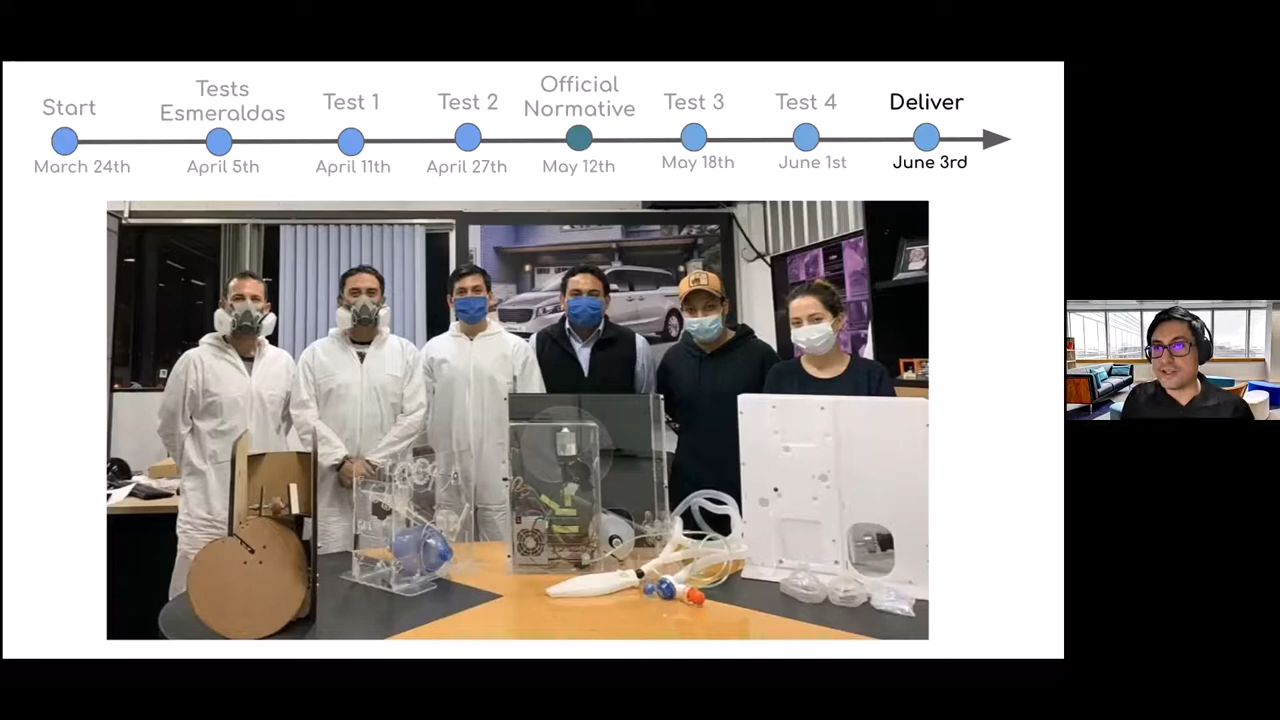 Start
March 24th
Tests
Esmeraldas
April 5th
Test 1
April 11th
Test 2
April 27th
Official
Normative
May 12th
Test 3
May 18th
Test 4
June 1st
Deliver
June 3rd